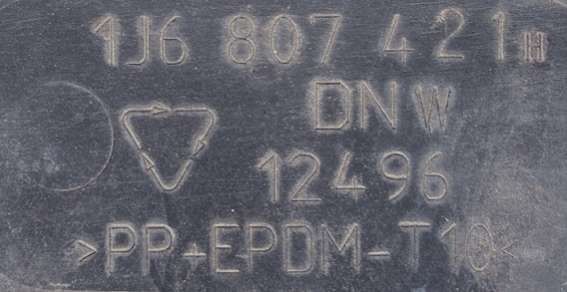 1J6 807 421 H
DNW
12496
>PP+EPDM-T10<